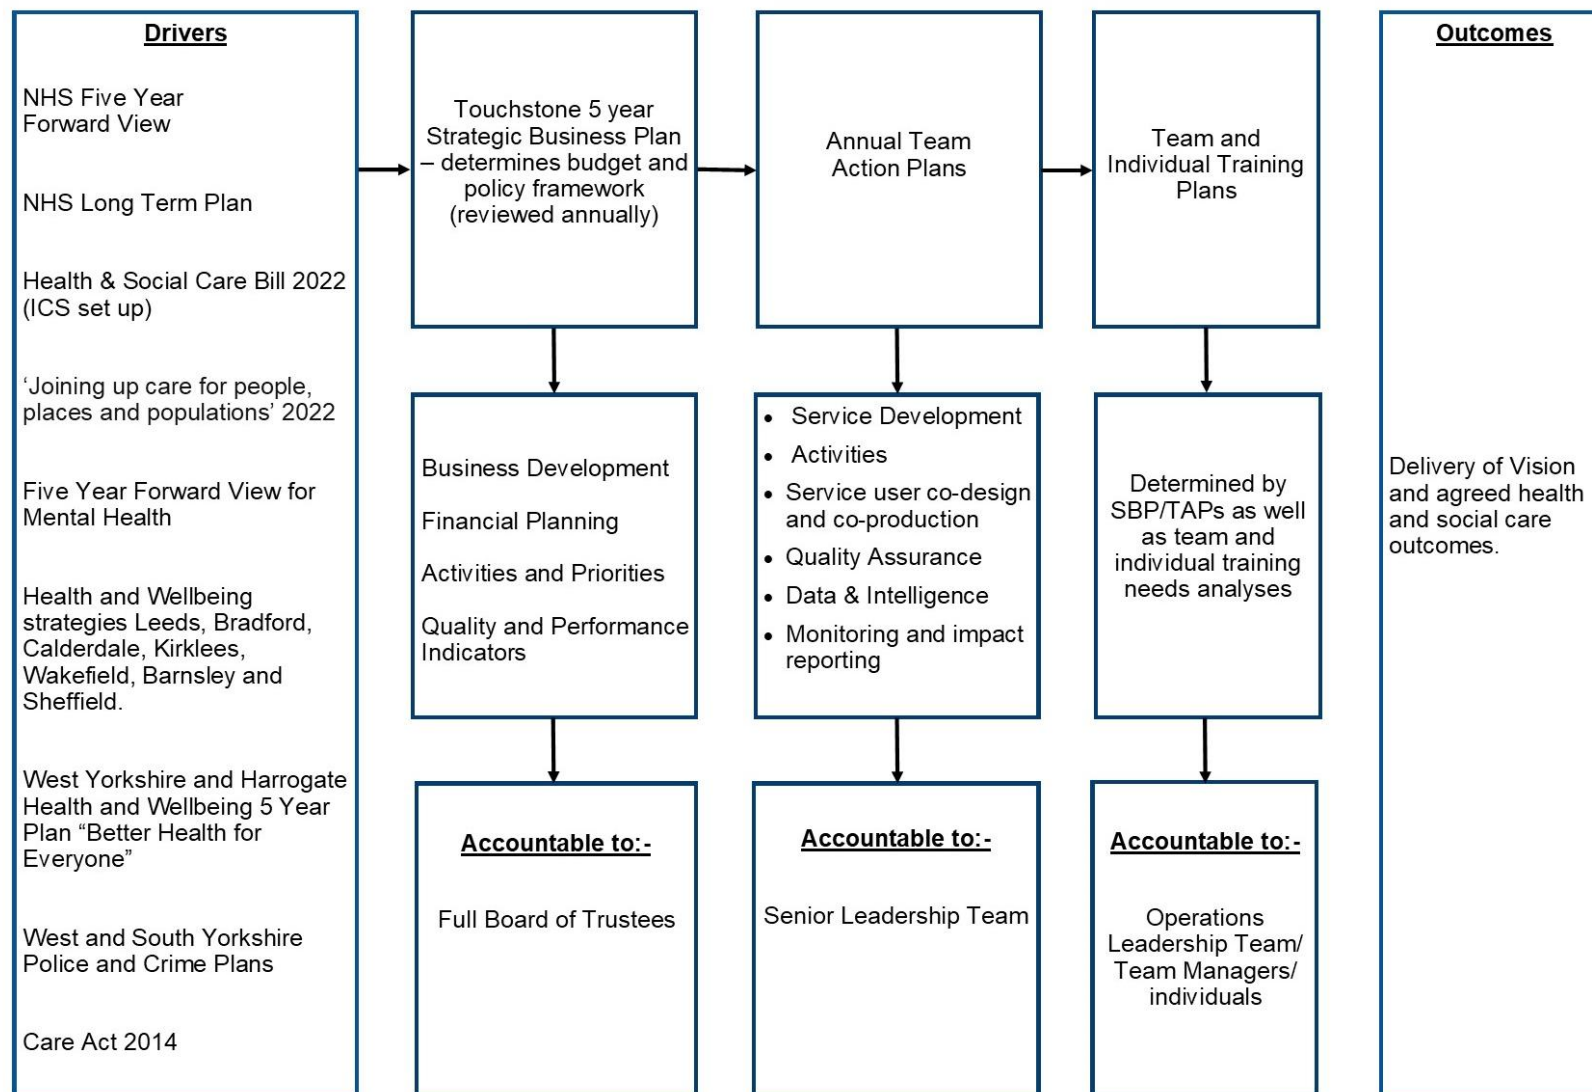 Drivers
NHS Five Year
Forward View
NHS Long Term Plan
Health & Social Care Bill 2022
(ICS set up)
‘Joining up care for people,
places and populations’ 2022
Five Year Forward View for
Mental Health
Health and Wellbeing
strategies Leeds, Bradford,
Calderdale, Kirklees,
Wakefield, Barnsley and
Sheffield.
West Yorkshire and Harrogate
Health and Wellbeing 5 Year
Plan “Better Health for
Everyone”
West and South Yorkshire
Police and Crime Plans
Care Act 2014
Touchstone 5 year
Strategic Business Plan
– determines budget and
policy framework
(reviewed annually)
Business Development
Financial Planning
Activities and Priorities
Quality and Performance
Indicators
Accountable to:-
Full Board of Trustees
Annual Team
Action Plans
• Service Development
• Activities
• Service user co-design
and co-production
• Quality Assurance
• Data & Intelligence
• Monitoring and impact
reporting
Accountable to:-
Senior Leadership Team
Team and
Individual Training
Plans
Determined by
SBP/TAPs as well
as team and
individual training
needs analyses
Accountable to:-
Operations
Leadership Team/
Team Managers/
individuals
Outcomes
Delivery of Vision
and agreed health
and social care
outcomes.